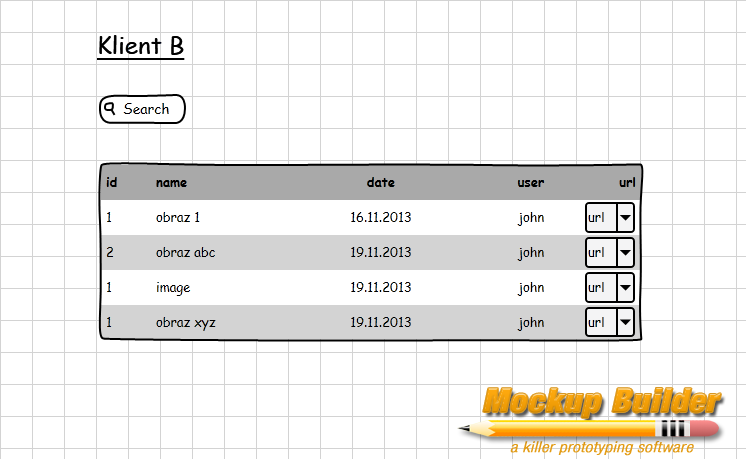 Klient B
Search
id name date user url
1 obraz 1 16.11.2013 john url
2 obraz abc 19.11.2013 john url
1 image 19.11.2013 john url
1 obraz xyz 19.11.2013 john url
Mockup Builder
a killer prototyping software